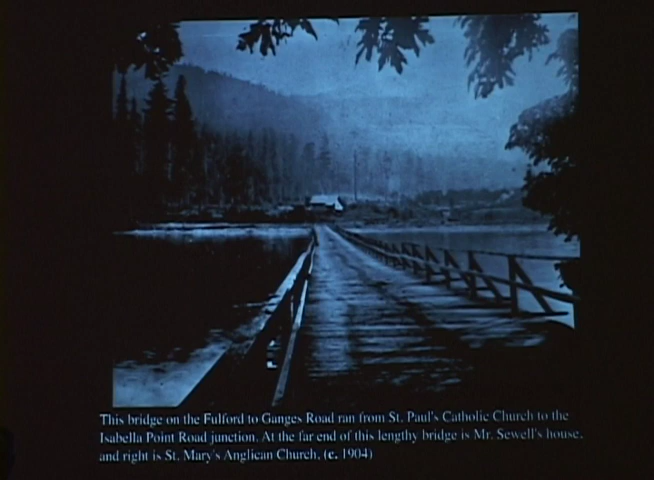 This bridge on the Fulford to Ganges Road ran from St. Paul's Catholic Church to the
Isabella Point Road junction. At the far end of this lengthy bridge is Mr. Sewell's house,
and right is St. Mary's Anglican Church. (c. 1904)